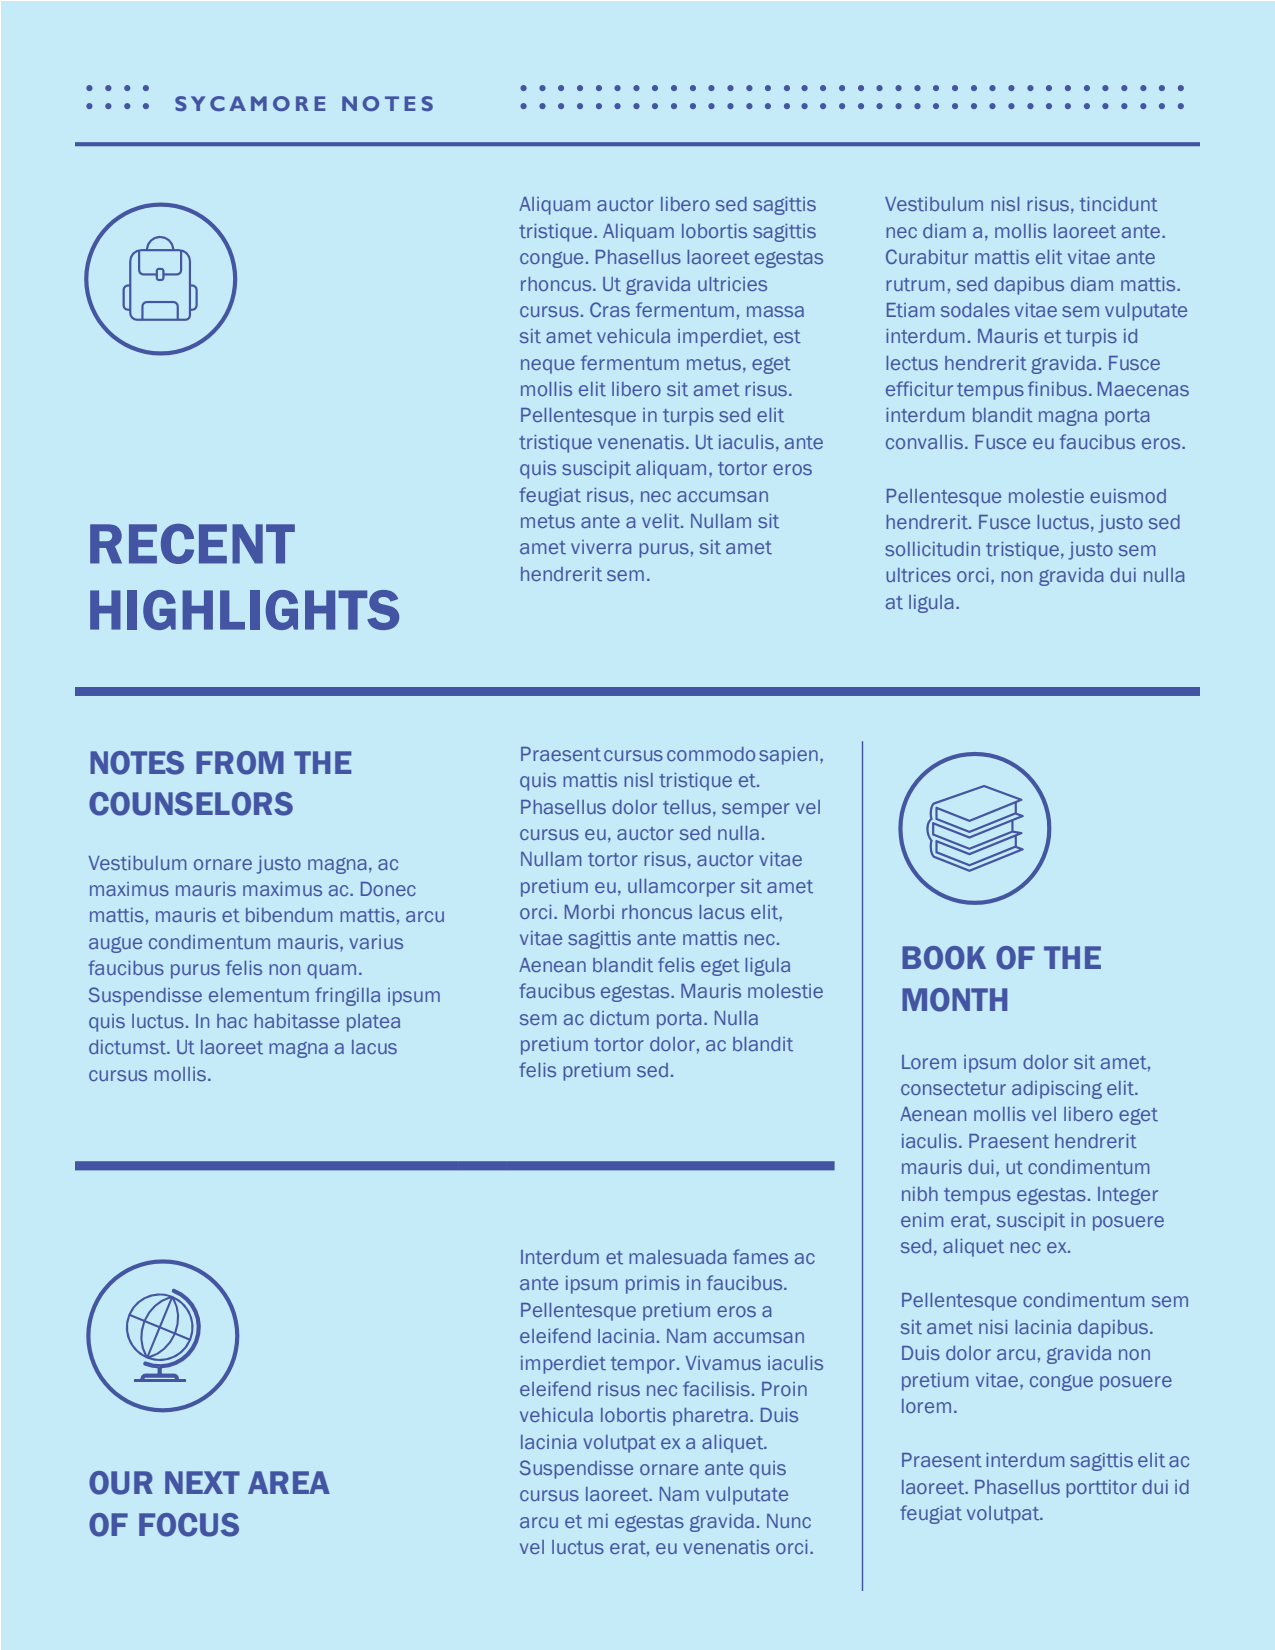 SYCAMORE NOTES
RECENT
HIGHLIGHTS
Aliquam auctor libero sed sagittis
tristique. Aliquam lobortis sagittis
congue. Phasellus laoreet egestas
rhoncus. Ut gravida ultricies
cursus. Cras fermentum, massa
sit amet vehicula imperdiet, est
neque fermentum metus, eget
mollis elit libero sit amet risus.
Pellentesque in turpis sed elit
tristique venenatis. Ut iaculis, ante
quis suscipit aliquam, tortor eros
feugiat risus, nec accumsan
metus ante a velit. Nullam sit
amet viverra purus, sit amet
hendrerit sem.
Vestibulum nisl risus, tincidunt
nec diam a, mollis laoreet ante.
Curabitur mattis elit vitae ante
rutrum, sed dapibus diam mattis.
Etiam sodales vitae sem vulputate
interdum. Mauris et turpis id
lectus hendrerit gravida. Fusce
efficitur tempus finibus. Maecenas
interdum blandit magna porta
convallis. Fusce eu faucibus eros.
Pellentesque molestie euismod
hendrerit. Fusce luctus, justo sed
sollicitudin tristique, justo sem
ultrices orci, non gravida dui nulla
at ligula.
NOTES FROM THE
COUNSELORS
Vestibulum ornare justo magna, ac
maximus mauris maximus ac. Donec
mattis, mauris et bibendum mattis, arcu
augue condimentum mauris, varius
faucibus purus felis non quam.
Suspendisse elementum fringilla ipsum
quis luctus. In hac habitasse platea
dictumst. Ut laoreet magna a lacus
cursus mollis.
Praesent cursus commodo sapien,
quis mattis nisl tristique et.
Phasellus dolor tellus, semper vel
cursus eu, auctor sed nulla.
Nullam tortor risus, auctor vitae
pretium eu, ullamcorper sit amet
orci. Morbi rhoncus lacus elit,
vitae sagittis ante mattis nec.
Aenean blandit felis eget ligula
faucibus egestas. Mauris molestie
sem ac dictum porta. Nulla
pretium tortor dolor, ac blandit
felis pretium sed.
OUR NEXT AREA
OF FOCUS
Interdum et malesuada fames ac
ante ipsum primis in faucibus.
Pellentesque pretium eros a
eleifend lacinia. Nam accumsan
imperdiet tempor. Vivamus iaculis
eleifend risus nec facilisis. Proin
vehicula lobortis pharetra. Duis
lacinia volutpat ex a aliquet.
Suspendisse ornare ante quis
cursus laoreet. Nam vulputate
arcu et mi egestas gravida. Nunc
vel luctus erat, eu venenatis orci.
BOOK OF THE
MONTH
Lorem ipsum dolor sit amet,
consectetur adipiscing elit.
Aenean mollis vel libero eget
iaculis. Praesent hendrerit
mauris dui, ut condimentum
nibh tempus egestas. Integer
enim erat, suscipit in posuere
sed, aliquet nec ex.
Pellentesque condimentum sem
sit amet nisi lacinia dapibus.
Duis dolor arcu, gravida non
pretium vitae, congue posuere
lorem.
Praesent interdum sagittis elit ac
laoreet. Phasellus porttitor dui id
feugiat volutpat.